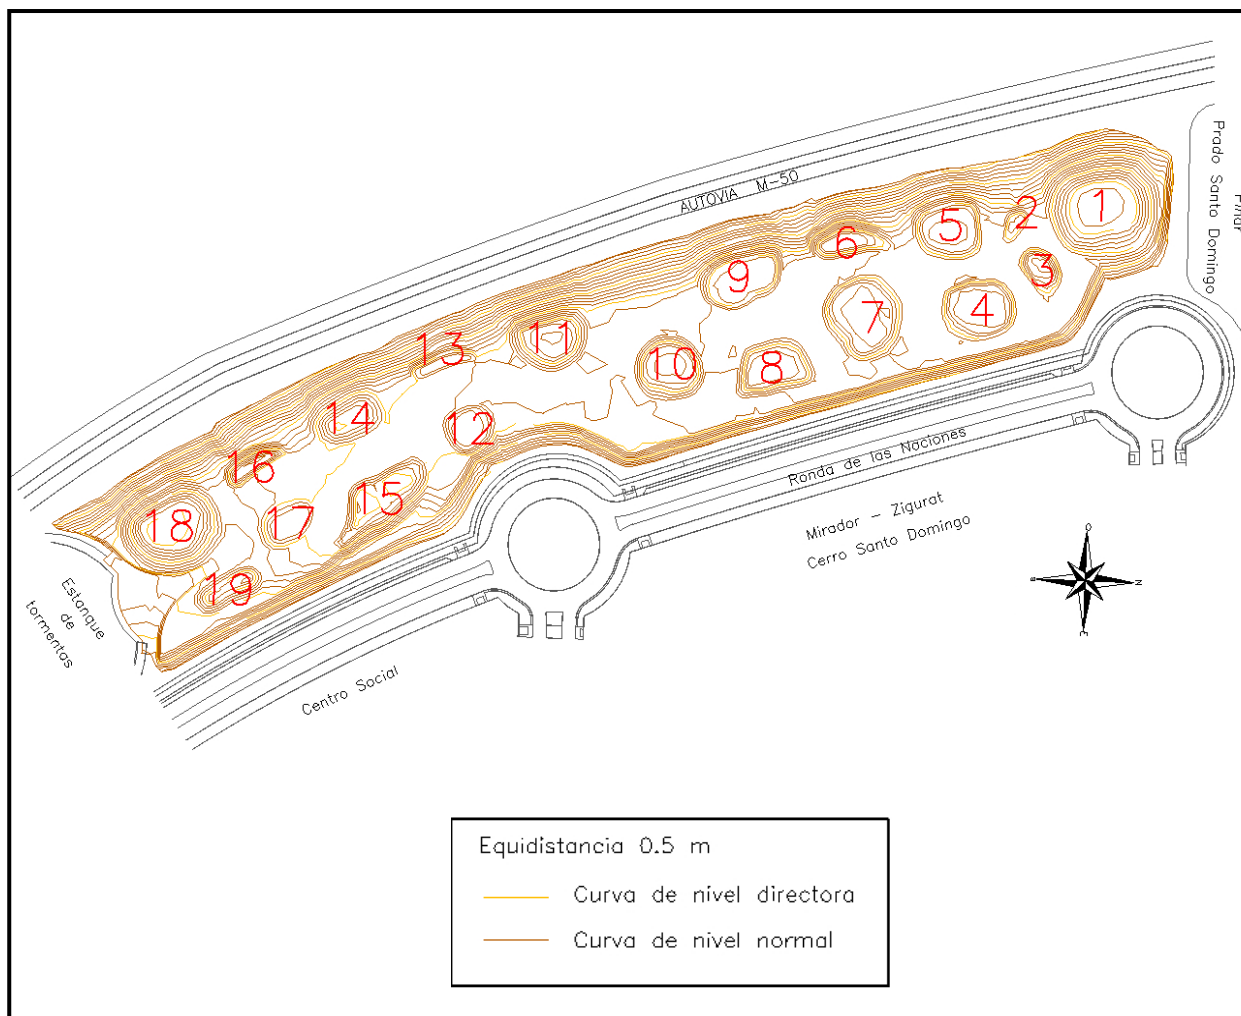 AUTOVIA M-50
Prado Santo Domingo
1
2
3
4
5
6
7
8
9
10
11
12
13
14
15
16
17
18
19
Ronda de las Naciones
Mirador - Zigurat
Cerro Santo Domingo
Estanque
de
tormentas
Centro Social
O
N
S
E
Equidistancia 0.5 m
Curva de nivel directora
Curva de nivel normal